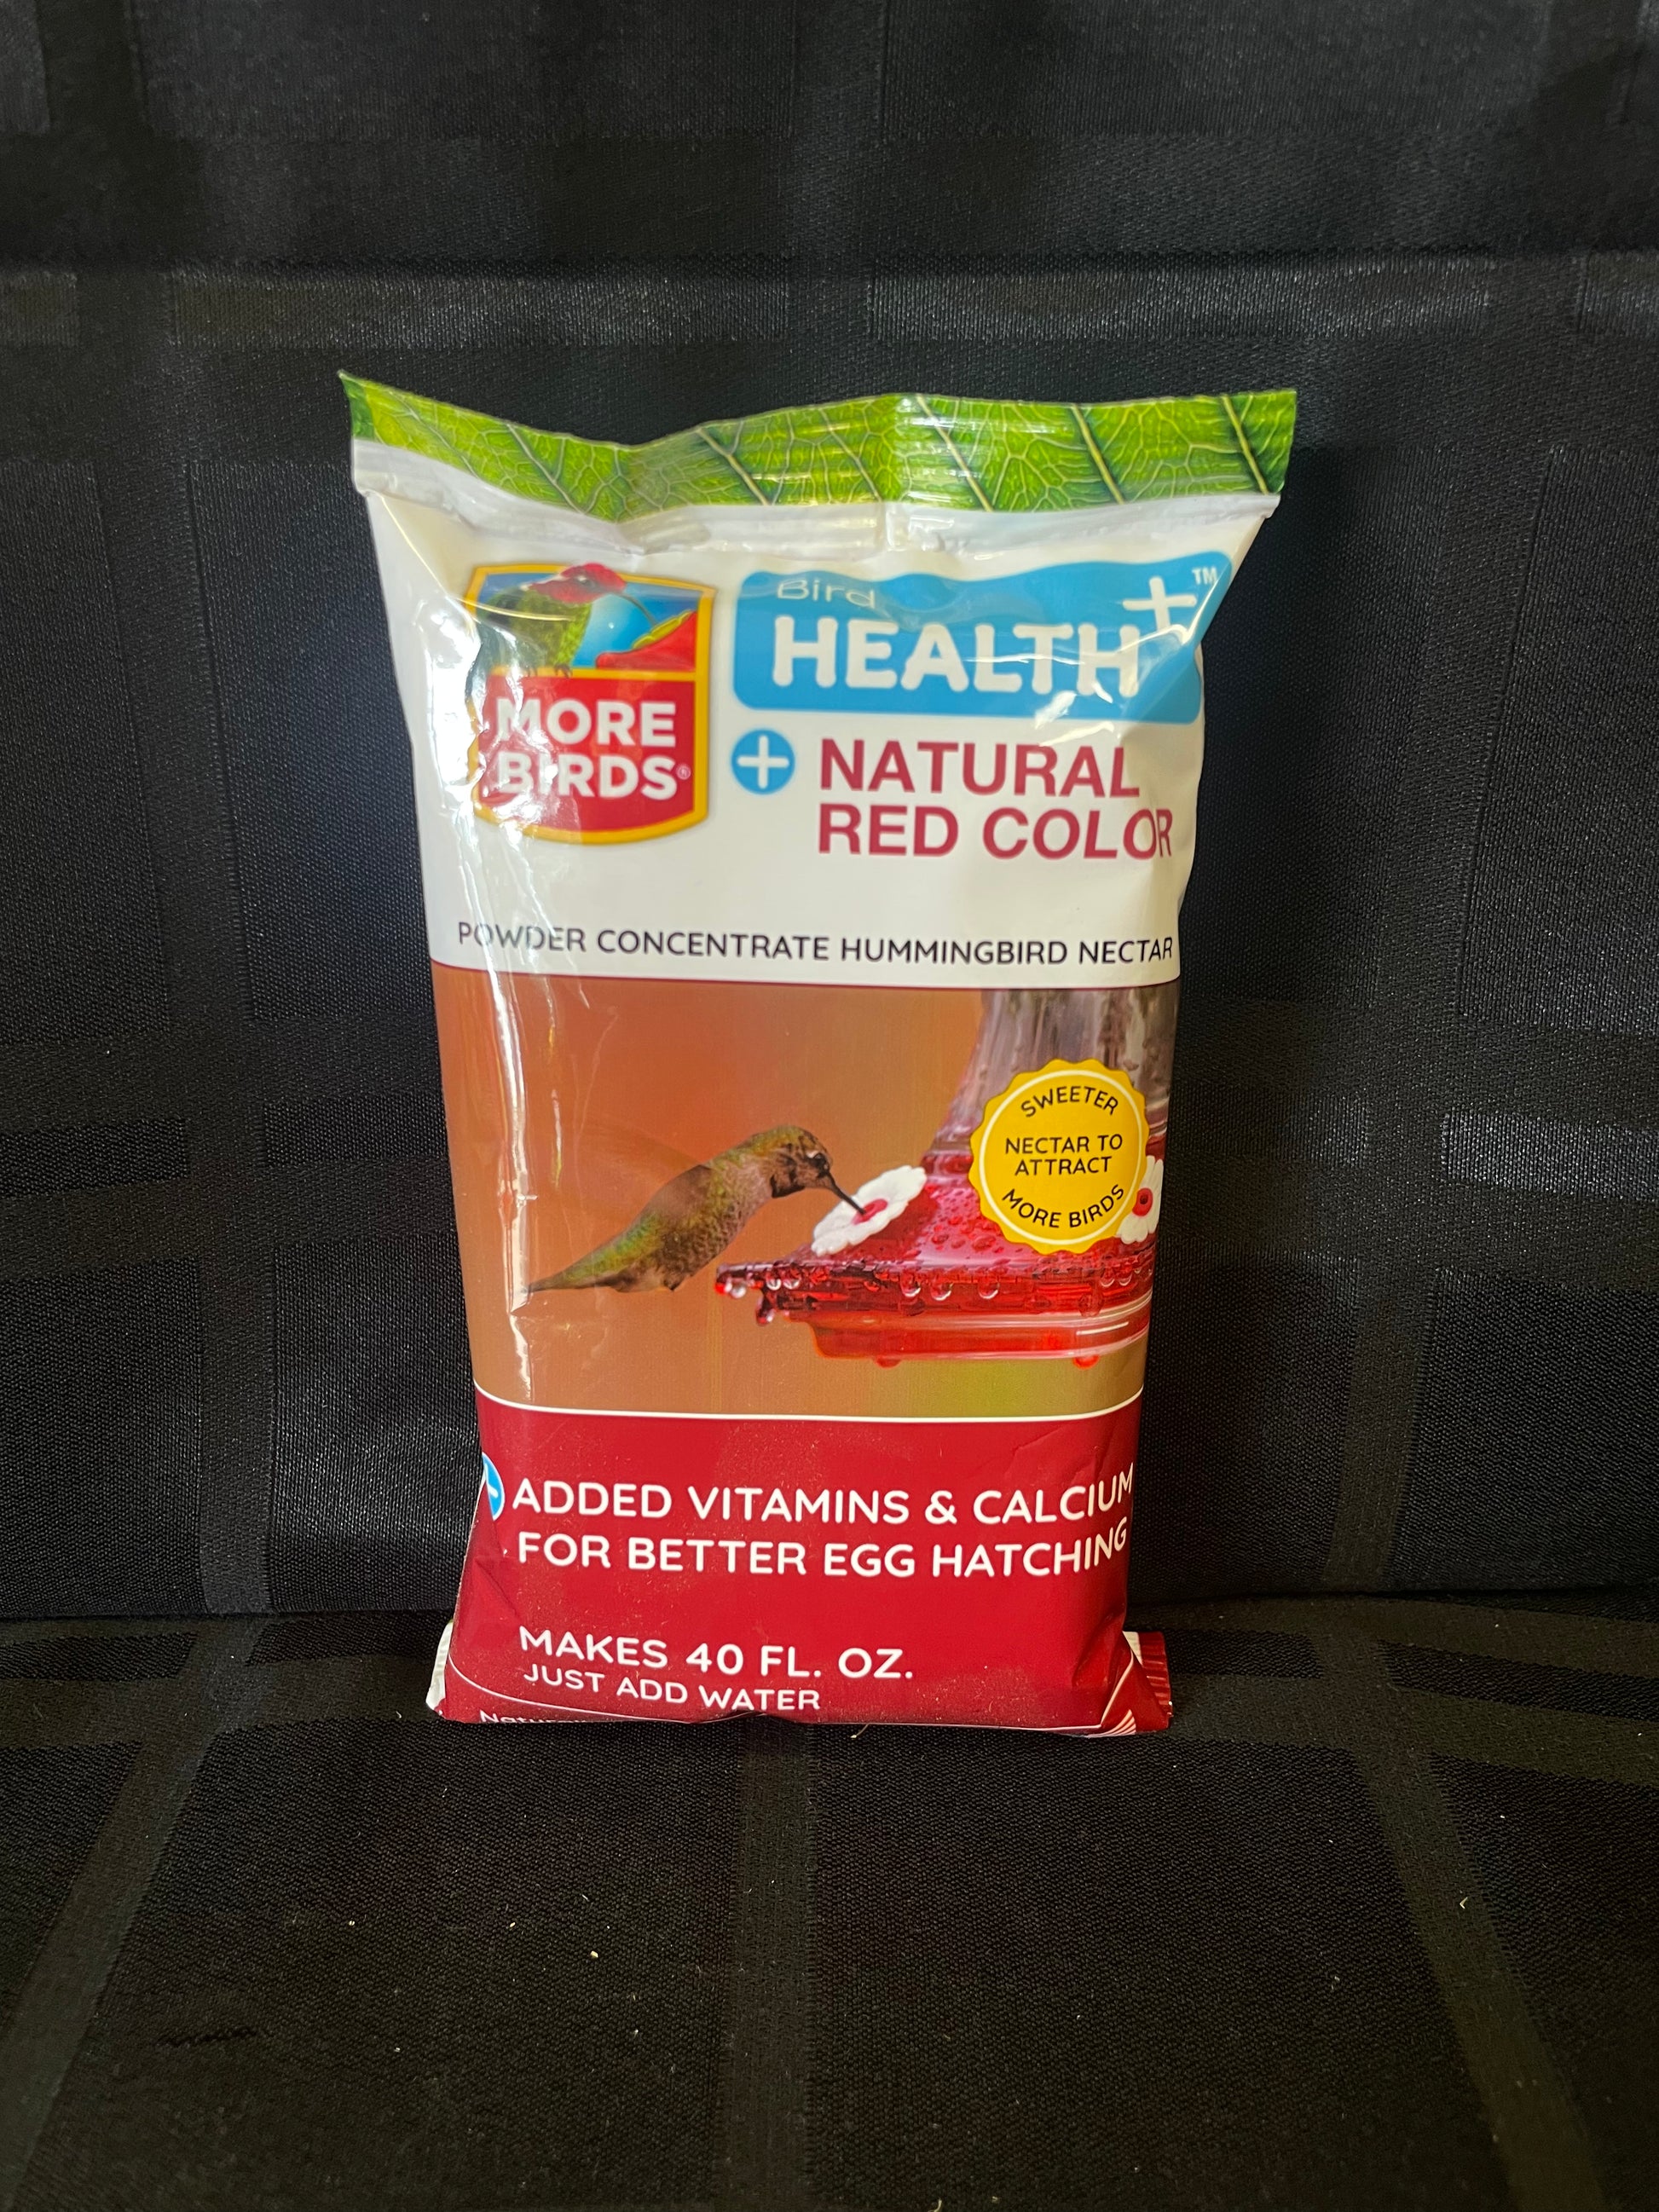 MORE
BIRDS®
Bird
HEALTH+™
+ NATURAL
RED COLOR
POWDER CONCENTRATE HUMMINGBIRD NECTAR
SWEETER
NECTAR TO
ATTRACT
MORE BIRDS
+ ADDED VITAMINS & CALCIUM
FOR BETTER EGG HATCHING
MAKES 40 FL. OZ.
JUST ADD WATER